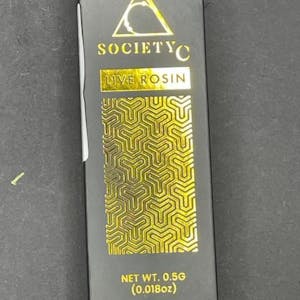 SOCIETY C
LIVE ROSIN
NET WT. 0.5G
(0.018oz)